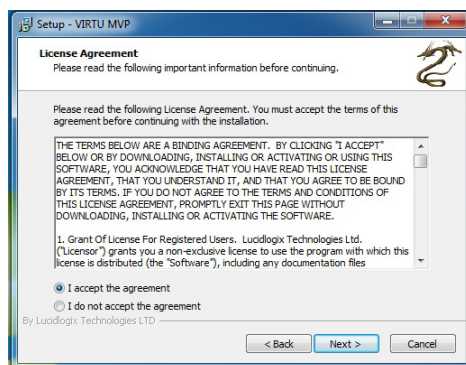 Setup - VIRTU MVP
License Agreement
Please read the following important information before continuing.
Please read the following License Agreement. You must accept the terms of this
agreement before continuing with the installation.
THE TERMS BELOW ARE A BINDING AGREEMENT. BY CLICKING "I ACCEPT"
BELOW OR BY DOWNLOADING, INSTALLING OR ACTIVATING OR USING THIS
SOFTWARE, YOU ACKNOWLEDGE THAT YOU HAVE READ THIS LICENSE
AGREEMENT, THAT YOU UNDERSTAND IT, AND THAT YOU AGREE TO BE BOUND
BY ITS TERMS. IF YOU DO NOT AGREE TO THE TERMS AND CONDITIONS OF
THIS LICENSE AGREEMENT, PROMPTLY EXIT THIS PAGE WITHOUT
DOWNLOADING, INSTALLING OR ACTIVATING THE SOFTWARE.
1. Grant Of License For Registered Users. Lucidlogix Technologies Ltd.
("Licensor") grants you a non-exclusive license to use the program with which this
license is distributed (the "Software"), including any documentation files
I accept the agreement
I do not accept the agreement
By Lucidlogix Technologies LTD
< Back Next > Cancel